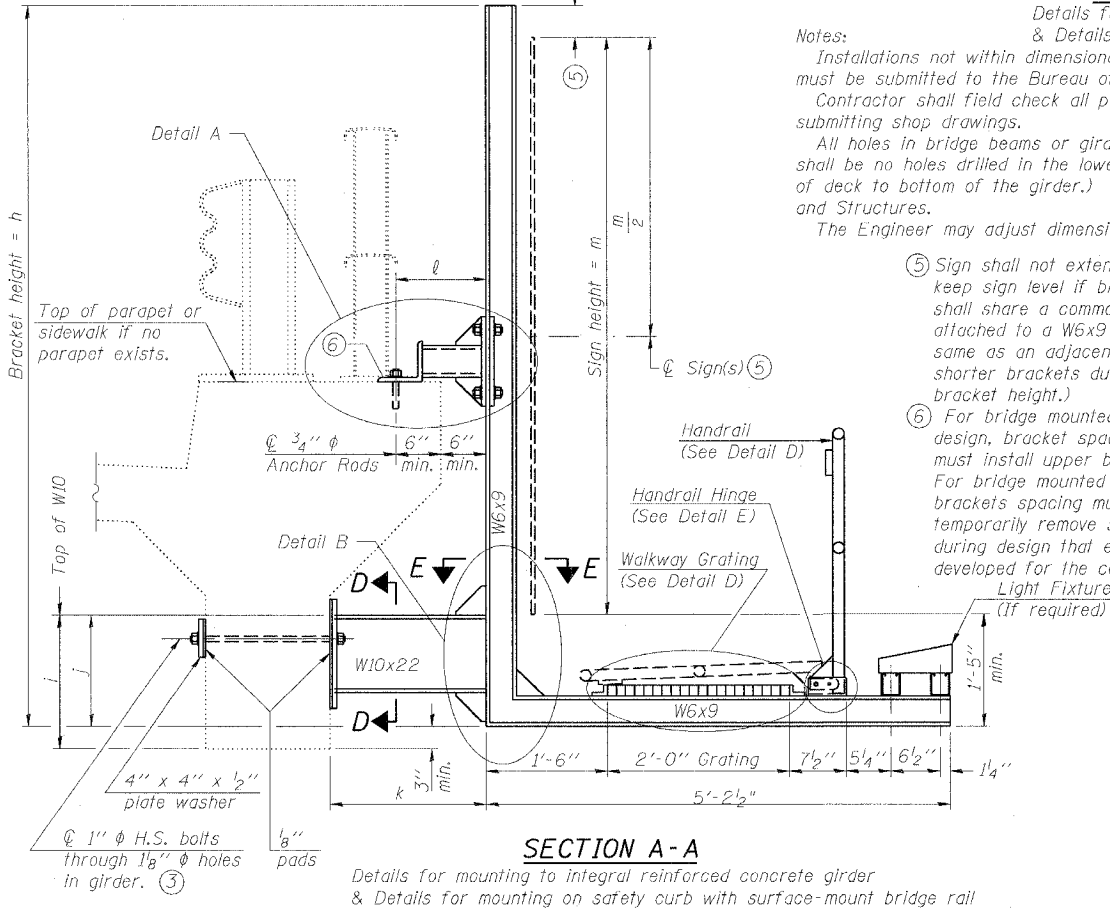 Details f
& Details
Notes:
Installations not within dimensiona
must be submitted to the Bureau of
Contractor shall field check all p
submitting shop drawings.
All holes in bridge beams or gird
shall be no holes drilled in the lowe
of deck to bottom of the girder.)
and Structures.
The Engineer may adjust dimensi
⑤ Sign shall not exten
keep sign level if br
shall share a commo
attached to a W6x9
same as an adjacen
shorter brackets du
bracket height.)
⑥ For bridge mounted
design, bracket spac
must install upper b
For bridge mounted
brackets spacing mu
temporarily remove
during design that e
developed for the co
Light Fixture
(If required)
Bracket height = h
Detail A
⑤
m/2
Sign height = m
ℓ
Top of parapet or
sidewalk if no
parapet exists.
⑥
℄ Sign(s) ⑤
℄ 3/4" ϕ
Anchor Rods
6"
min.
6"
min.
W6x9
Handrail
(See Detail D)
Handrail Hinge
(See Detail E)
Walkway Grating
(See Detail D)
Top of W10
Detail B
D
E
E
W10x22
W6x9
D
j
1'-5"
min.
1'-6"
2'-0" Grating
7 1/2"
5 1/4"
6 1/2"
1 1/4"
5'-2 1/2"
k
3"
min.
4" x 4" x 1/2"
plate washer
1/8"
pads
℄ 1" ϕ H.S. bolts
through 1 1/8" ϕ holes
in girder. ③
SECTION A-A
Details for mounting to integral reinforced concrete girder
& Details for mounting on safety curb with surface-mount bridge rail